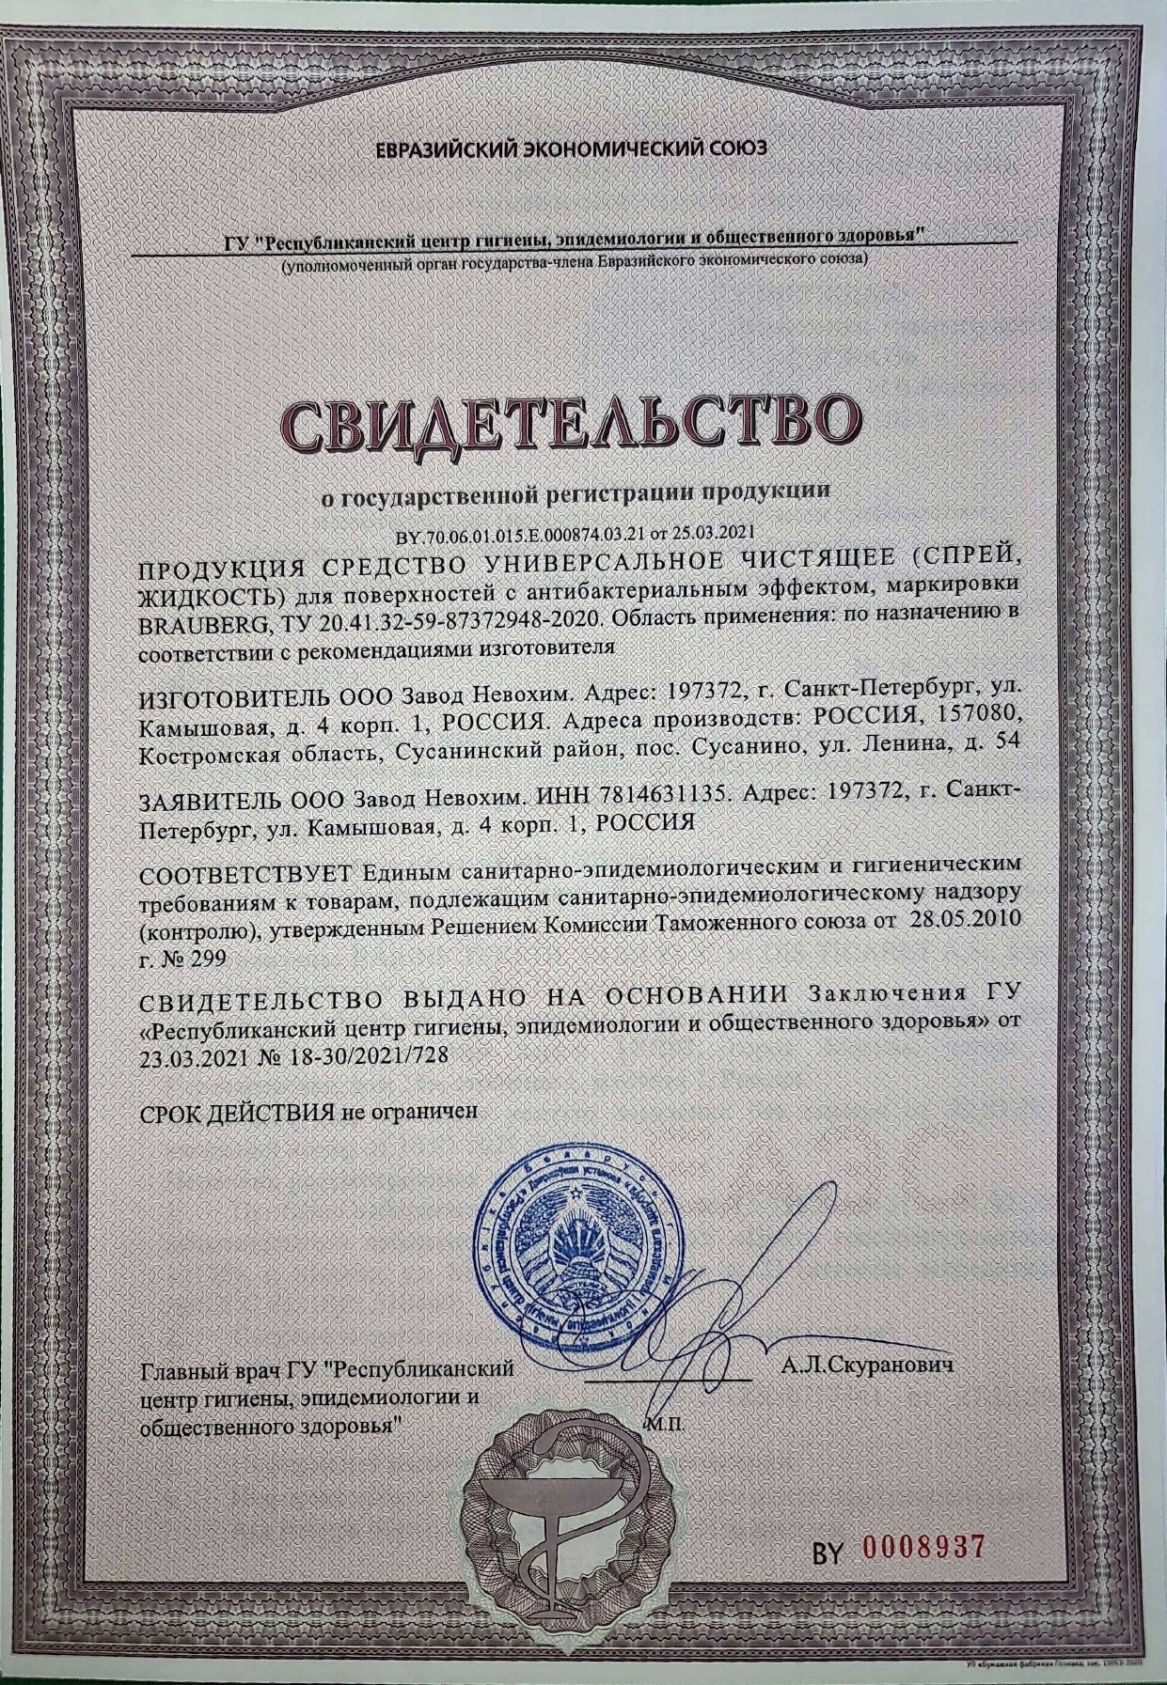 ЕВРАЗИЙСКИЙ ЭКОНОМИЧЕСКИЙ СОЮЗ
ГУ "Республиканский центр гигиены, эпидемиологии и общественного здоровья"
(уполномоченный орган государства-члена Евразийского экономического союза)
СВИДЕТЕЛЬСТВО
о государственной регистрации продукции
BY.70.06.01.015.E.000874.03.21 от 25.03.2021
ПРОДУКЦИЯ СРЕДСТВО УНИВЕРСАЛЬНОЕ ЧИСТЯЩЕЕ (СПРЕЙ,
ЖИДКОСТЬ) для поверхностей с антибактериальным эффектом, маркировки
BRAUBERG, ТУ 20.41.32-59-87372948-2020. Область применения: по назначению в
соответствии с рекомендациями изготовителя
ИЗГОТОВИТЕЛЬ ООО Завод Невохим. Адрес: 197372, г. Санкт-Петербург, ул.
Камышовая, д. 4 корп. 1, РОССИЯ. Адреса производств: РОССИЯ, 157080,
Костромская область, Сусанинский район, пос. Сусанино, ул. Ленина, д. 54
ЗАЯВИТЕЛЬ ООО Завод Невохим. ИНН 7814631135. Адрес: 197372, г. Санкт-
Петербург, ул. Камышовая, д. 4 корп. 1, РОССИЯ
СООТВЕТСТВУЕТ Единым санитарно-эпидемиологическим и гигиеническим
требованиям к товарам, подлежащим санитарно-эпидемиологическому надзору
(контролю), утвержденным Решением Комиссии Таможенного союза от 28.05.2010
г. № 299
СВИДЕТЕЛЬСТВО ВЫДАНО НА ОСНОВАНИИ Заключения ГУ
«Республиканский центр гигиены, эпидемиологии и общественного здоровья» от
23.03.2021 № 18-30/2021/728
СРОК ДЕЙСТВИЯ не ограничен
Главный врач ГУ "Республиканский
центр гигиены, эпидемиологии и
общественного здоровья"
А.Л.Скуранович
М.П.
BY 0008937